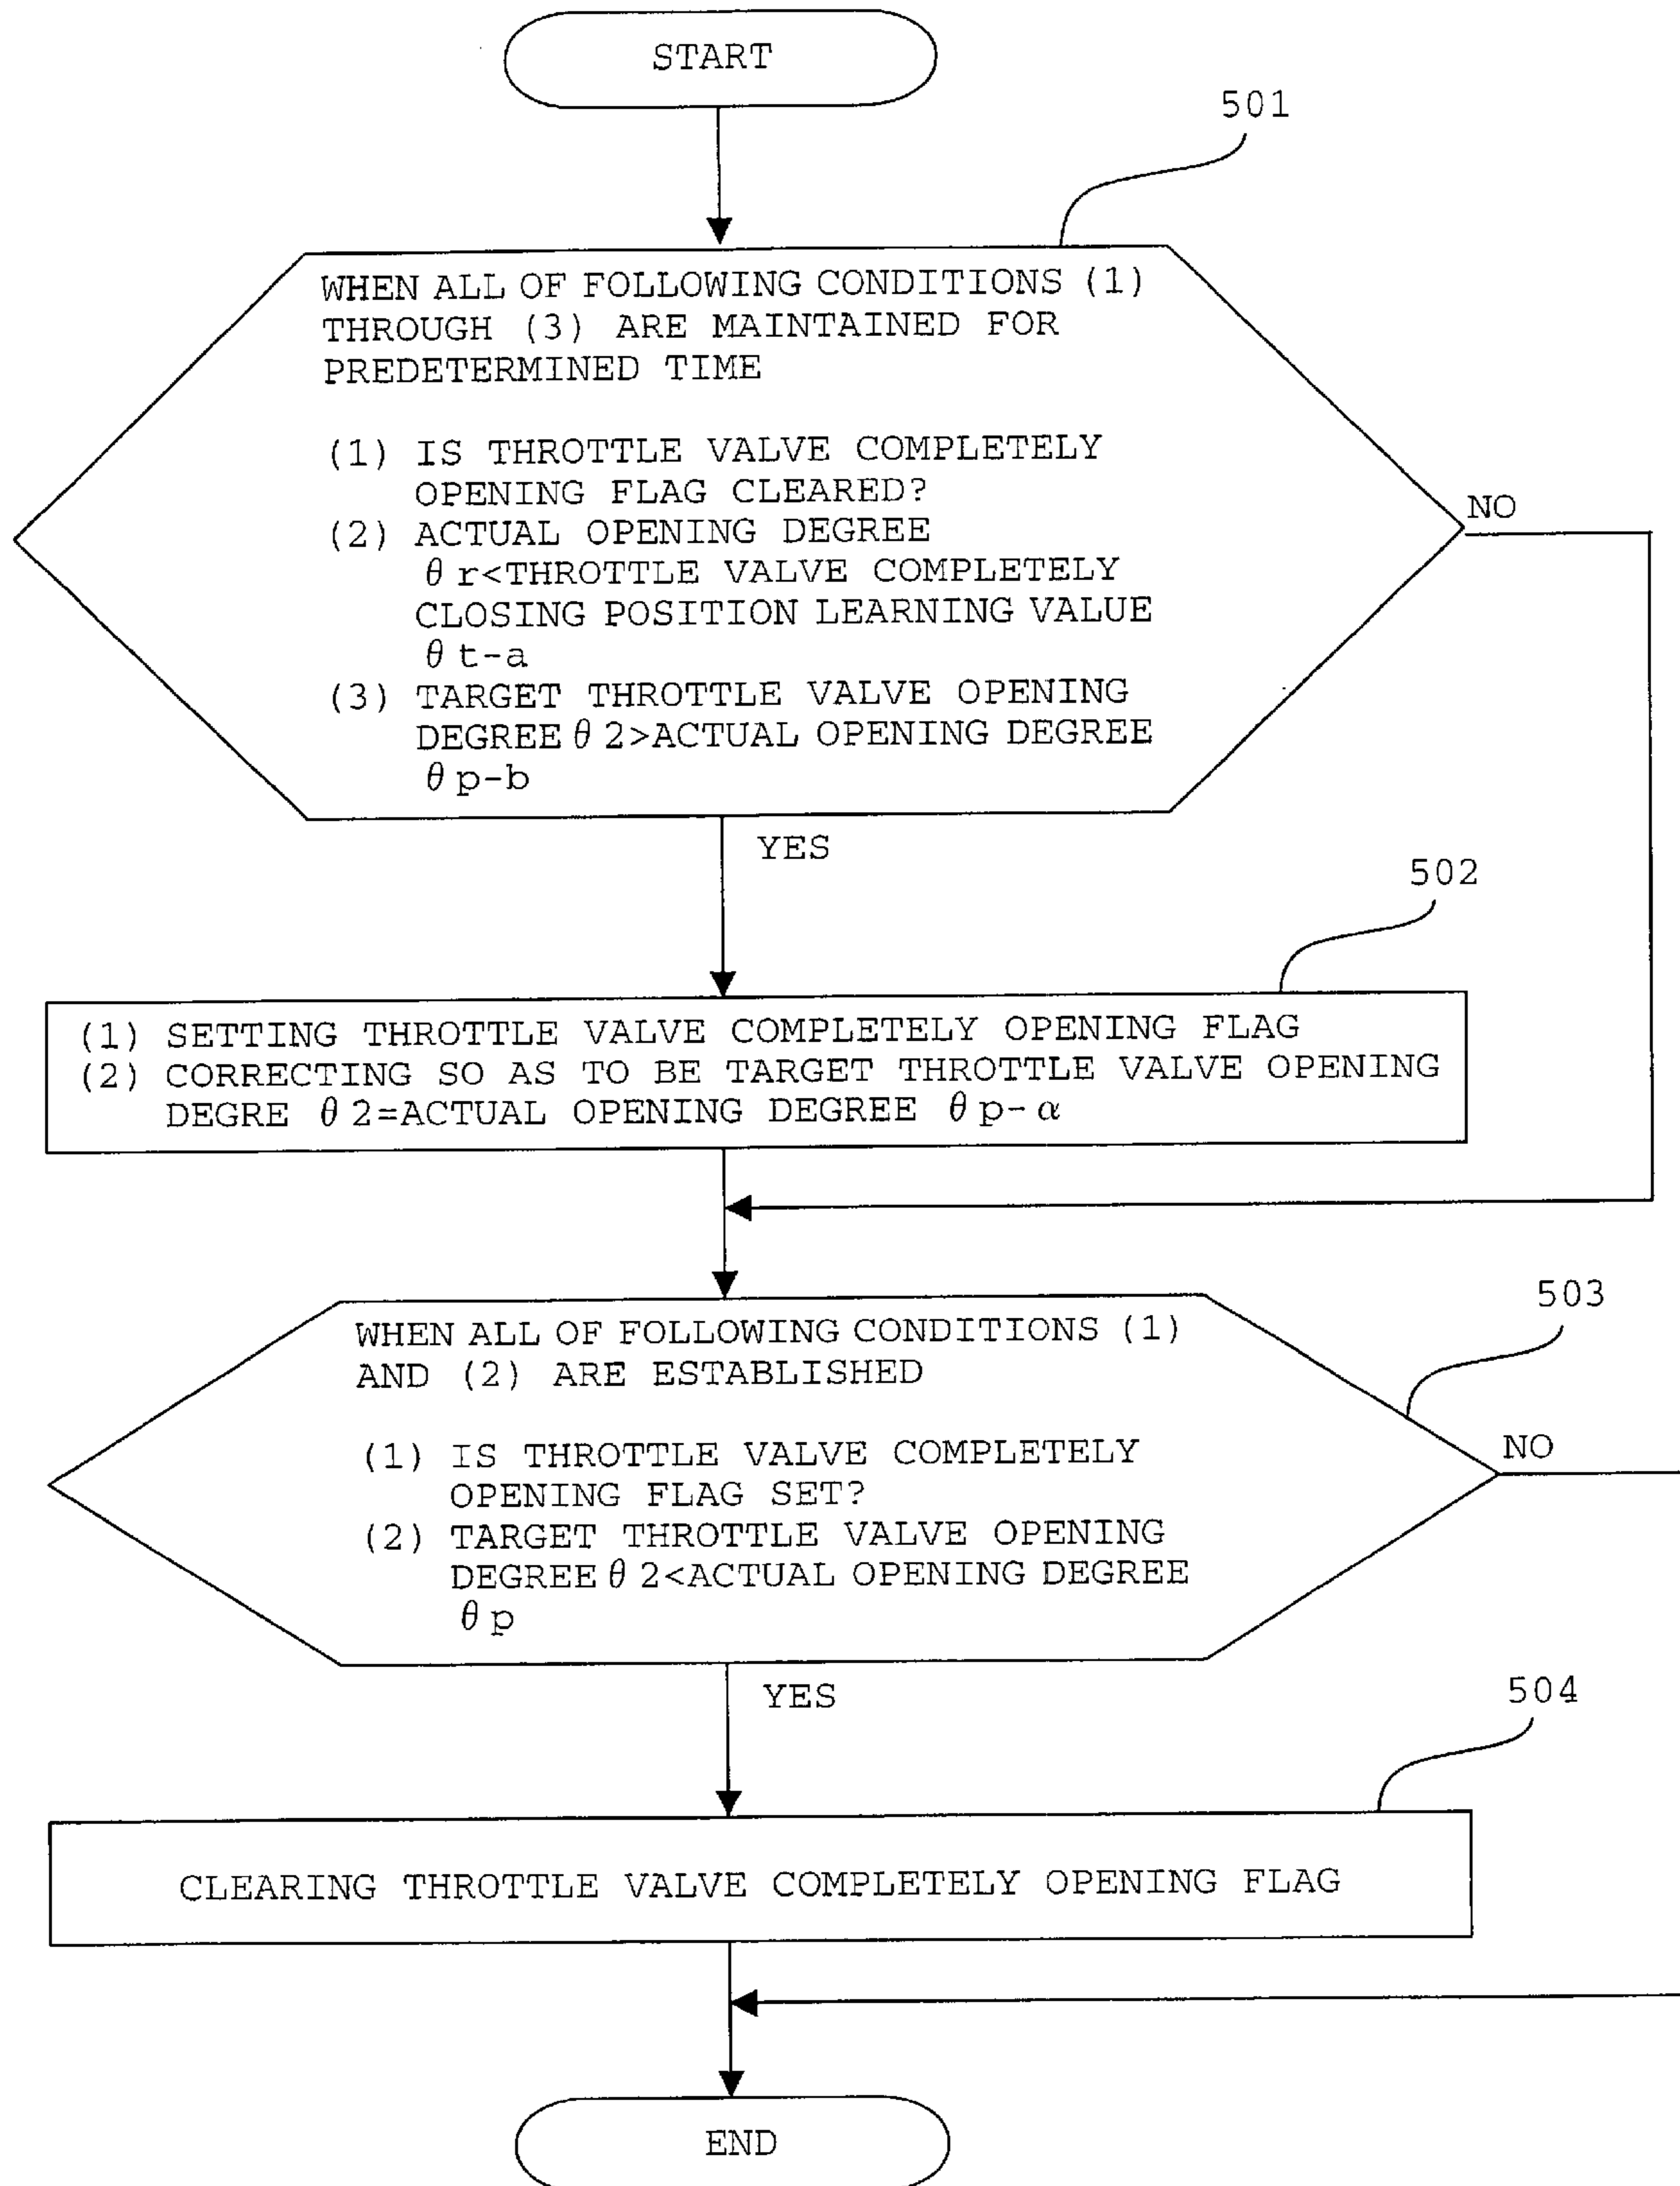 START
501
WHEN ALL OF FOLLOWING CONDITIONS (1)
THROUGH (3) ARE MAINTAINED FOR
PREDETERMINED TIME
(1) IS THROTTLE VALVE COMPLETELY
OPENING FLAG CLEARED?
(2) ACTUAL OPENING DEGREE
θr<THROTTLE VALVE COMPLETELY
CLOSING POSITION LEARNING VALUE
θt-a
(3) TARGET THROTTLE VALVE OPENING
DEGREE θ2>ACTUAL OPENING DEGREE
θp-b
NO
YES
502
(1) SETTING THROTTLE VALVE COMPLETELY OPENING FLAG
(2) CORRECTING SO AS TO BE TARGET THROTTLE VALVE OPENING
DEGRE θ2=ACTUAL OPENING DEGREE θp-α
503
WHEN ALL OF FOLLOWING CONDITIONS (1)
AND (2) ARE ESTABLISHED
(1) IS THROTTLE VALVE COMPLETELY
OPENING FLAG SET?
(2) TARGET THROTTLE VALVE OPENING
DEGREE θ2<ACTUAL OPENING DEGREE
θp
NO
YES
504
CLEARING THROTTLE VALVE COMPLETELY OPENING FLAG
END